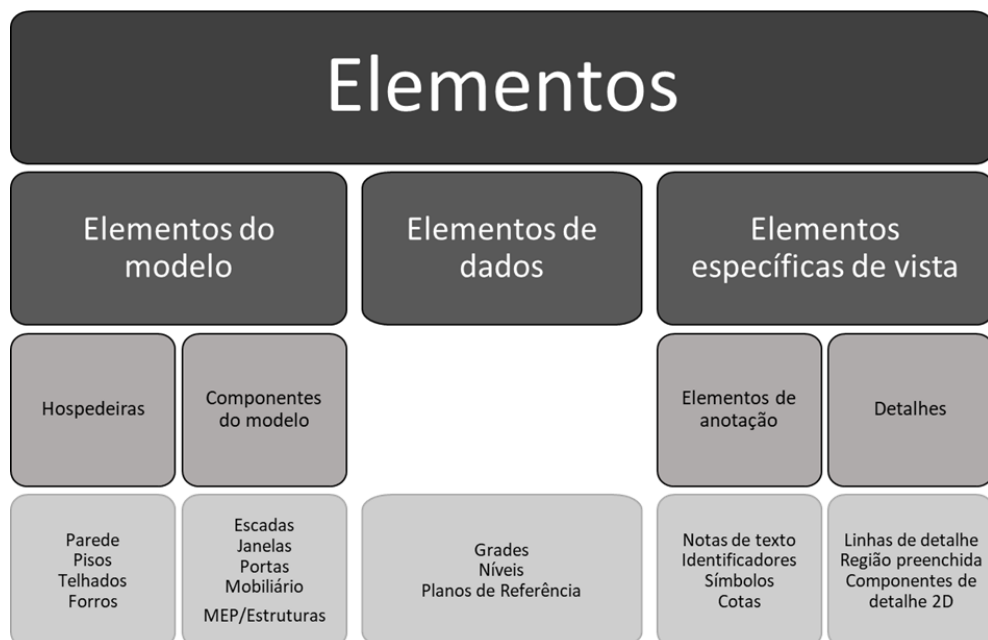 Elementos
Elementos do
modelo
Elementos de
dados
Elementos
específicas de vista
Hospedeiras
Componentes
do modelo
Elementos de
anotação
Detalhes
Parede
Pisos
Telhados
Forros
Escadas
Janelas
Portas
Mobiliário
MEP/Estruturas
Grades
Níveis
Planos de Referência
Notas de texto
Identificadores
Símbolos
Cotas
Linhas de detalhe
Região preenchida
Componentes de
detalhe 2D